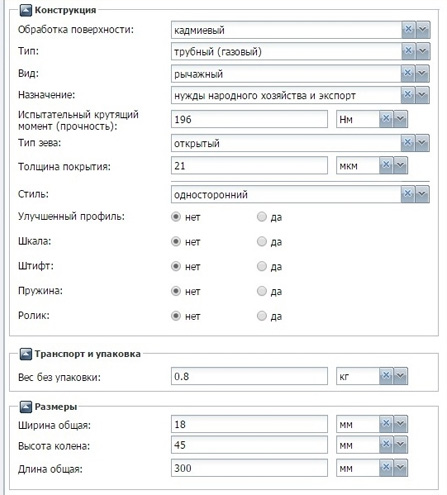 Конструкция
Обработка поверхности: кадмиевый
Тип: трубный (газовый)
Вид: рычажный
Назначение: нужды народного хозяйства и экспорт
Испытательный крутящий
момент (прочность): 196 Нм
Тип зева: открытый
Толщина покрытия: 21 мкм
Стиль: односторонний
Улучшенный профиль: нет да
Шкала: нет да
Штифт: нет да
Пружина: нет да
Ролик: нет да
Транспорт и упаковка
Вес без упаковки: 0.8 кг
Размеры
Ширина общая: 18 мм
Высота колена: 45 мм
Длина общая: 300 мм